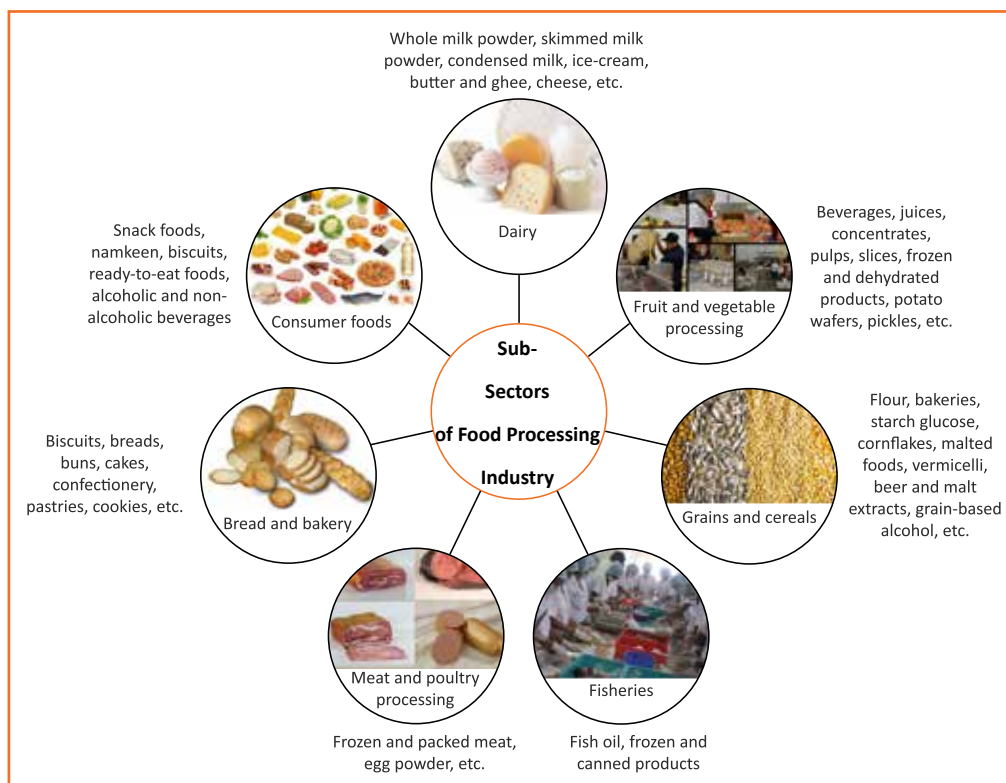 Whole milk powder, skimmed milk
powder, condensed milk, ice-cream,
butter and ghee, cheese, etc.
Dairy
Snack foods,
namkeen, biscuits,
ready-to-eat foods,
alcoholic and non-
alcoholic beverages
Consumer foods
Fruit and vegetable
processing
Beverages, juices,
concentrates,
pulps, slices, frozen
and dehydrated
products, potato
wafers, pickles, etc.
Sub-
Sectors
of Food Processing
Industry
Biscuits, breads,
buns, cakes,
confectionery,
pastries, cookies, etc.
Bread and bakery
Grains and cereals
Flour, bakeries,
starch glucose,
cornflakes, malted
foods, vermicelli,
beer and malt
extracts, grain-based
alcohol, etc.
Meat and poultry
processing
Frozen and packed meat,
egg powder, etc.
Fisheries
Fish oil, frozen and
canned products